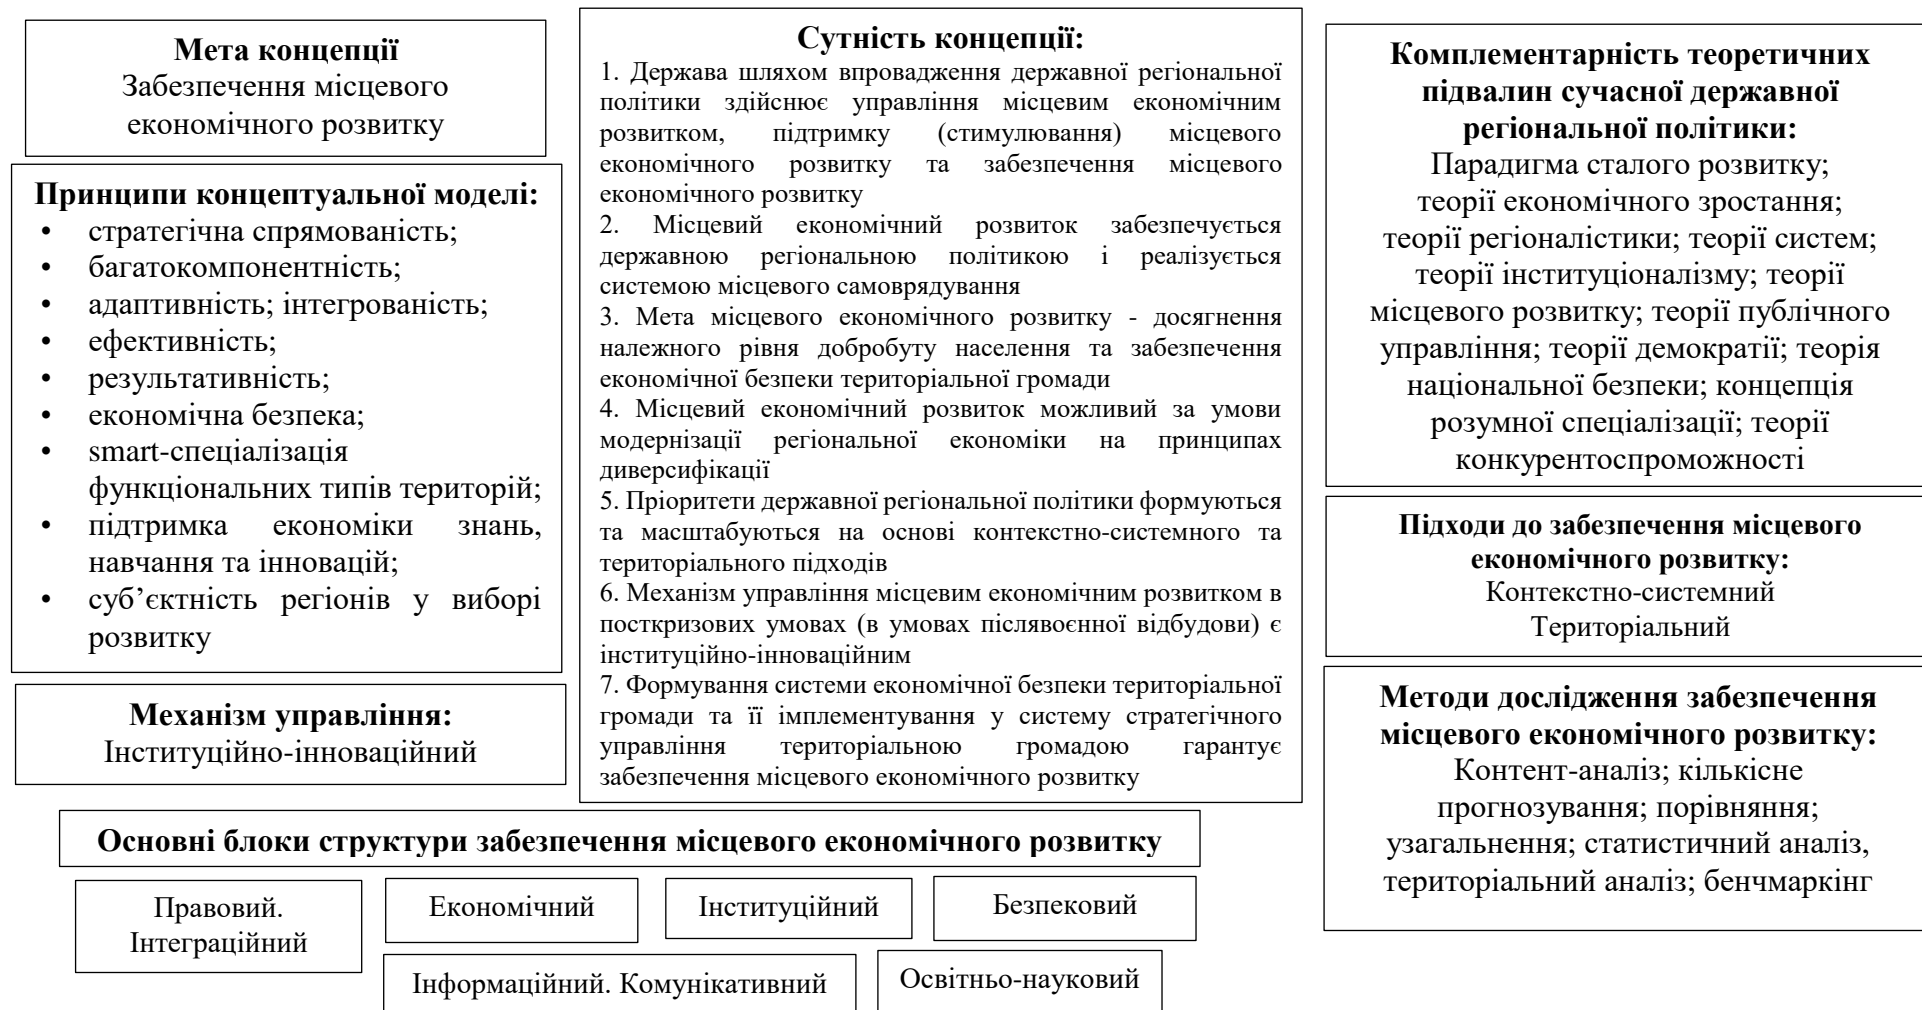 Мета концепції
Забезпечення місцевого
економічного розвитку
Принципи концептуальної моделі:
• стратегічна спрямованість;
• багатокомпонентність;
• адаптивність; інтегрованість;
• ефективність;
• результативність;
• економічна безпека;
• smart-спеціалізація
функціональних типів територій;
• підтримка економіки знань,
навчання та інновацій;
• суб’єктність регіонів у виборі
розвитку
Механізм управління:
Інституційно-інноваційний
Сутність концепції:
1. Держава шляхом впровадження державної регіональної
політики здійснює управління місцевим економічним
розвитком, підтримку (стимулювання) місцевого
економічного розвитку та забезпечення місцевого
економічного розвитку
2. Місцевий економічний розвиток забезпечується
державною регіональною політикою і реалізується
системою місцевого самоврядування
3. Мета місцевого економічного розвитку - досягнення
належного рівня добробуту населення та забезпечення
економічної безпеки територіальної громади
4. Місцевий економічний розвиток можливий за умови
модернізації регіональної економіки на принципах
диверсифікації
5. Пріоритети державної регіональної політики формуються
та масштабуються на основі контекстно-системного та
територіального підходів
6. Механізм управління місцевим економічним розвитком в
посткризових умовах (в умовах післявоєнної відбудови) є
інституційно-інноваційним
7. Формування системи економічної безпеки територіальної
громади та її імплементування у систему стратегічного
управління територіальною громадою гарантує
забезпечення місцевого економічного розвитку
Комплементарність теоретичних
підвалин сучасної державної
регіональної політики:
Парадигма сталого розвитку;
теорії економічного зростання;
теорії регіоналістики; теорії систем;
теорії інституціоналізму; теорії
місцевого розвитку; теорії публічного
управління; теорії демократії; теорія
національної безпеки; концепція
розумної спеціалізації; теорії
конкурентоспроможності
Підходи до забезпечення місцевого
економічного розвитку:
Контекстно-системний
Територіальний
Методи дослідження забезпечення
місцевого економічного розвитку:
Контент-аналіз; кількісне
прогнозування; порівняння;
узагальнення; статистичний аналіз,
територіальний аналіз; бенчмаркінг
Основні блоки структури забезпечення місцевого економічного розвитку
Правовий.
Інтеграційний
Економічний
Інституційний
Безпековий
Інформаційний. Комунікативний
Освітньо-науковий